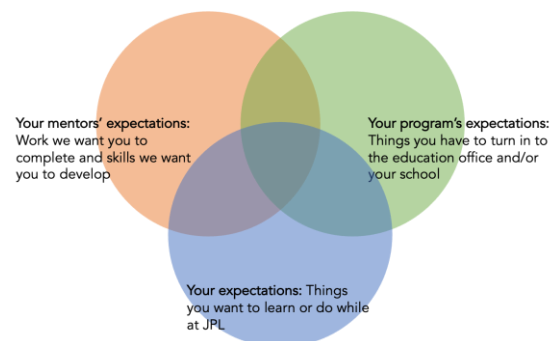 Your mentors' expectations:
Work we want you to
complete and skills we want
you to develop
Your program's expectations:
Things you have to turn in to
the education office and/or
your school
Your expectations: Things
you want to learn or do while
at JPL